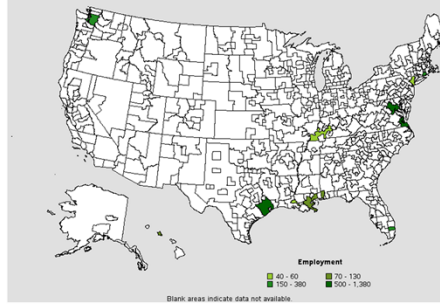 Employment
40 - 60
70 - 130
150 - 380
500 - 1,380
Blank areas indicate data not available.